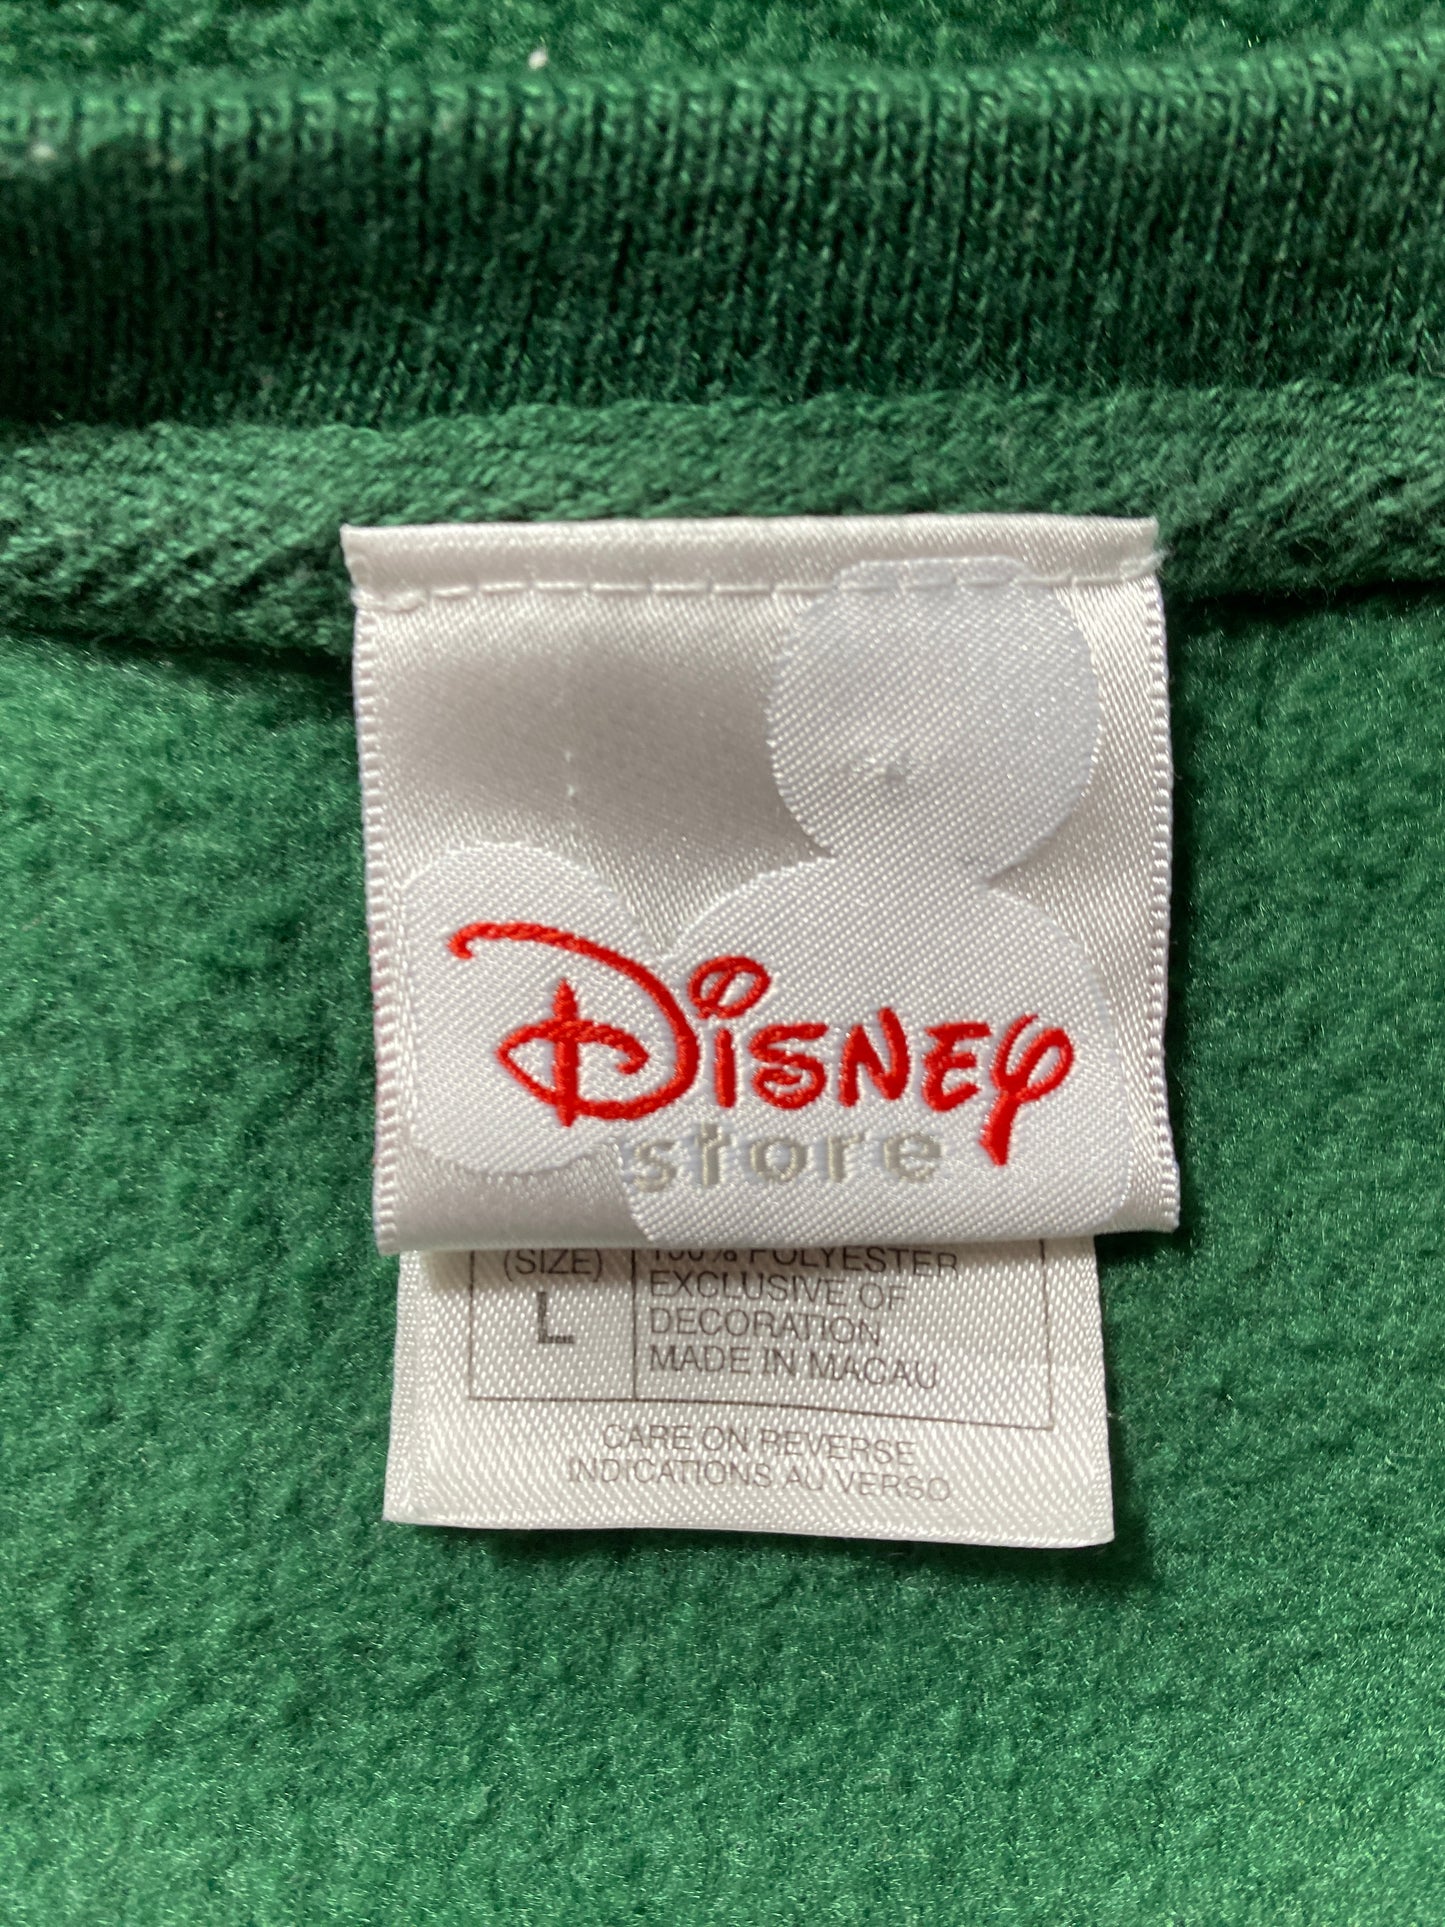 Disney
store
(SIZE)
L
100% POLYESTER
EXCLUSIVE OF
DECORATION
MADE IN MACAU
CARE ON REVERSE
INDICATIONS AU VERSO